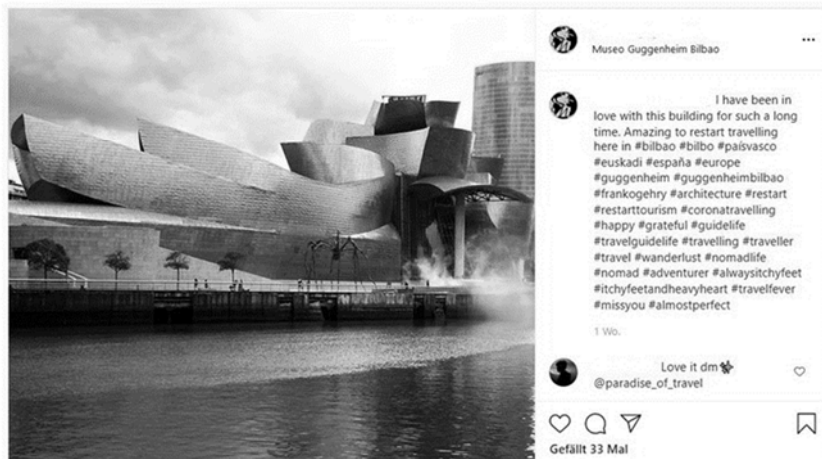 Museo Guggenheim Bilbao
I have been in
love with this building for such a long
time. Amazing to restart travelling
here in #bilbao #bilbo #paísvasco
#euskadi #españa #europe
#guggenheim #guggenheimbilbao
#frankogehry #architecture #restart
#restarttourism #coronatravelling
#happy #grateful #guidelife
#travelguidelife #travelling #traveller
#travel #wanderlust #nomadlife
#nomad #adventurer #alwaysitchyfeet
#itchyfeetandheavyheart #travelfever
#missyou #almostperfect
1 Wo.
Love it dm
@paradise_of_travel
Gefällt 33 Mal